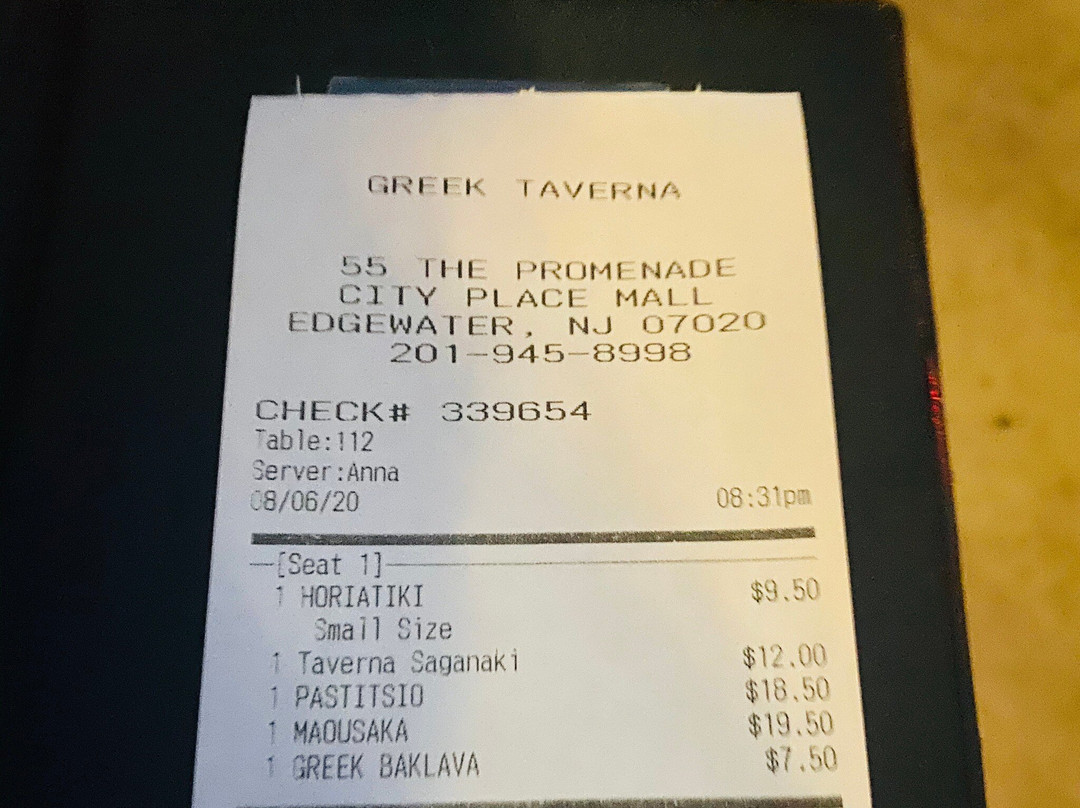 GREEK TAVERNA
55 THE PROMENADE
CITY PLACE MALL
EDGEWATER, NJ 07020
201-945-8998
CHECK# 339654
Table:112
Server:Anna
08/06/20 08:31pm
[Seat 1]
1 HORIATIKI $9.50
Small Size
1 Taverna Saganaki $12.00
1 PASTITSIO $18.50
1 MAOUSAKA $19.50
1 GREEK BAKLAVA $7.50